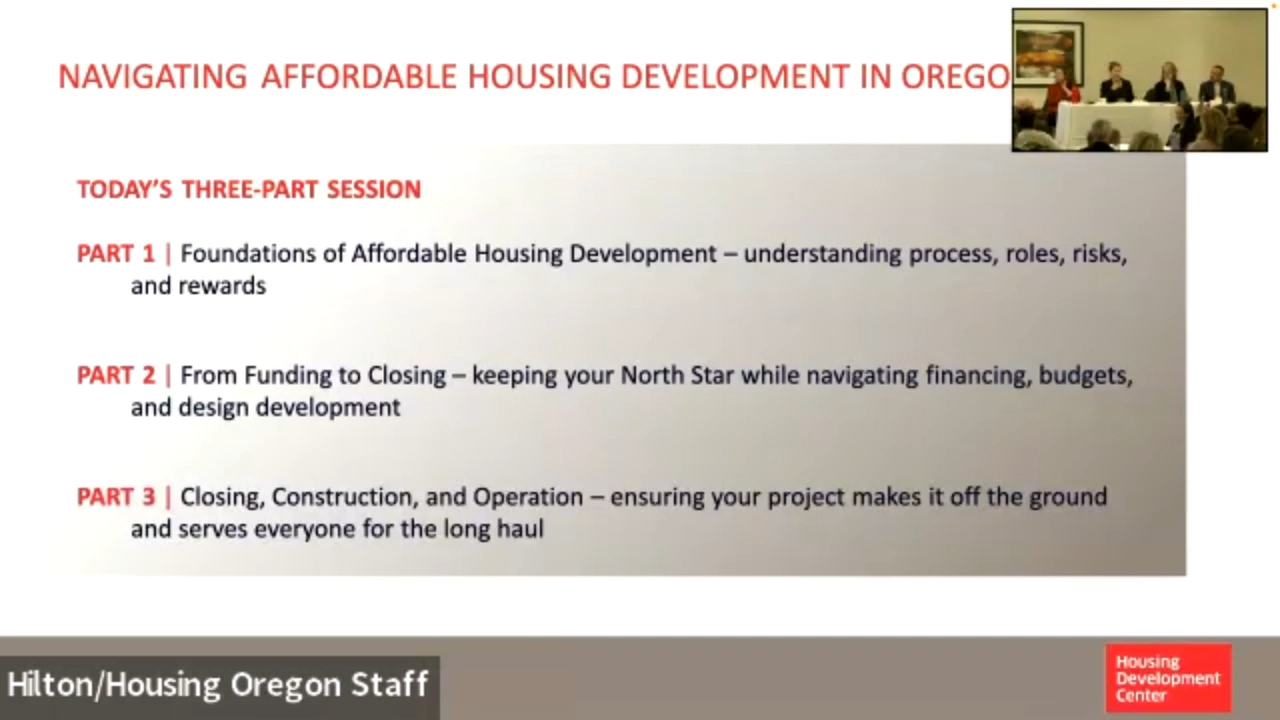 NAVIGATING AFFORDABLE HOUSING DEVELOPMENT IN OREGO
TODAY'S THREE-PART SESSION
PART 1 | Foundations of Affordable Housing Development – understanding process, roles, risks,
and rewards
PART 2 | From Funding to Closing – keeping your North Star while navigating financing, budgets,
and design development
PART 3 | Closing, Construction, and Operation – ensuring your project makes it off the ground
and serves everyone for the long haul
Hilton/Housing Oregon Staff
Housing
Development
Center